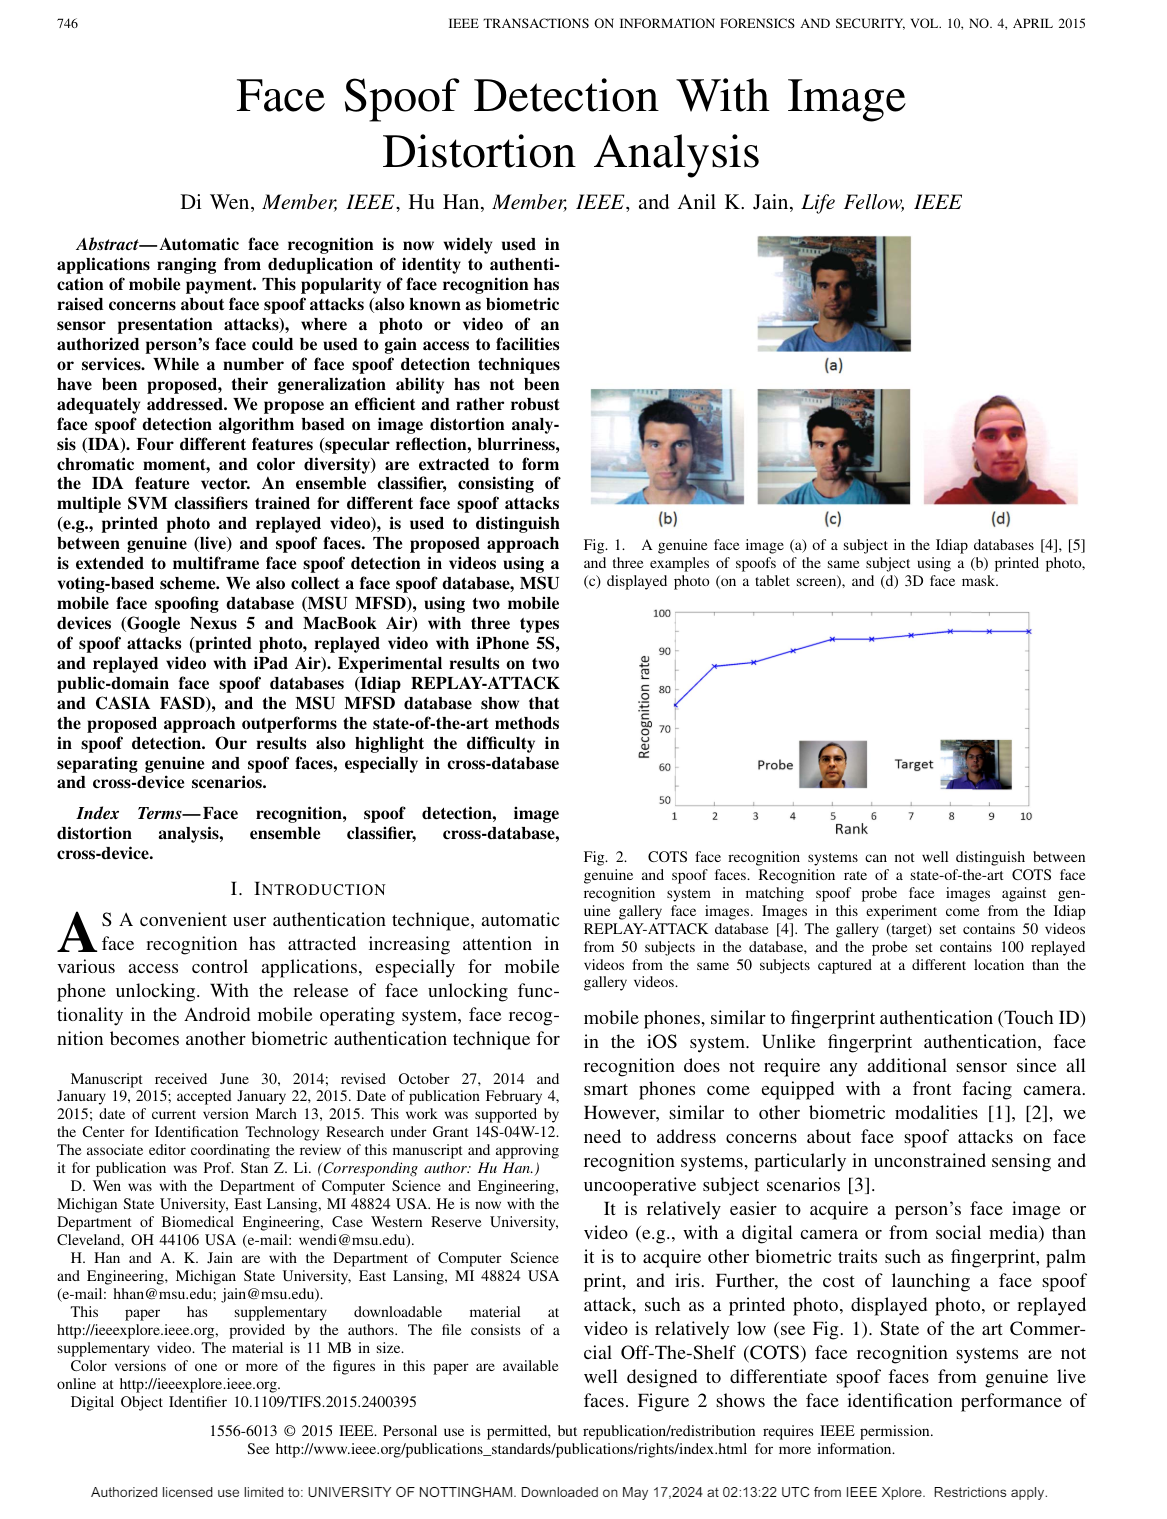 746
IEEE TRANSACTIONS ON INFORMATION FORENSICS AND SECURITY, VOL. 10, NO. 4, APRIL 2015
Face Spoof Detection With Image
Distortion Analysis
Di Wen, Member, IEEE, Hu Han, Member, IEEE, and Anil K. Jain, Life Fellow, IEEE
Abstract—Automatic face recognition is now widely used in
applications ranging from deduplication of identity to authenti-
cation of mobile payment. This popularity of face recognition has
raised concerns about face spoof attacks (also known as biometric
sensor presentation attacks), where a photo or video of an
authorized person's face could be used to gain access to facilities
or services. While a number of face spoof detection techniques
have been proposed, their generalization ability has not been
adequately addressed. We propose an efficient and rather robust
face spoof detection algorithm based on image distortion analy-
sis (IDA). Four different features (specular reflection, blurriness,
chromatic moment, and color diversity) are extracted to form
the IDA feature vector. An ensemble classifier, consisting of
multiple SVM classifiers trained for different face spoof attacks
(e.g., printed photo and replayed video), is used to distinguish
between genuine (live) and spoof faces. The proposed approach
is extended to multiframe face spoof detection in videos using a
voting-based scheme. We also collect a face spoof database, MSU
mobile face spoofing database (MSU MFSD), using two mobile
devices (Google Nexus 5 and MacBook Air) with three types
of spoof attacks (printed photo, replayed video with iPhone 5S,
and replayed video with iPad Air). Experimental results on two
public-domain face spoof databases (Idiap REPLAY-ATTACK
and CASIA FASD), and the MSU MFSD database show that
the proposed approach outperforms the state-of-the-art methods
in spoof detection. Our results also highlight the difficulty in
separating genuine and spoof faces, especially in cross-database
and cross-device scenarios.
Index Terms—Face recognition, spoof detection, image
distortion analysis, ensemble classifier, cross-database,
cross-device.
I. INTRODUCTION
AS A convenient user authentication technique, automatic
face recognition has attracted increasing attention in
various access control applications, especially for mobile
phone unlocking. With the release of face unlocking func-
tionality in the Android mobile operating system, face recog-
nition becomes another biometric authentication technique for
Manuscript received June 30, 2014; revised October 27, 2014 and
January 19, 2015; accepted January 22, 2015. Date of publication February 4,
2015; date of current version March 13, 2015. This work was supported by
the Center for Identification Technology Research under Grant 14S-04W-12.
The associate editor coordinating the review of this manuscript and approving
it for publication was Prof. Stan Z. Li. (Corresponding author: Hu Han.)
D. Wen was with the Department of Computer Science and Engineering,
Michigan State University, East Lansing, MI 48824 USA. He is now with the
Department of Biomedical Engineering, Case Western Reserve University,
Cleveland, OH 44106 USA (e-mail: wendi@msu.edu).
H. Han and A. K. Jain are with the Department of Computer Science
and Engineering, Michigan State University, East Lansing, MI 48824 USA
(e-mail: hhan@msu.edu; jain@msu.edu).
This paper has supplementary downloadable material at
http://ieeexplore.ieee.org, provided by the authors. The file consists of a
supplementary video. The material is 11 MB in size.
Color versions of one or more of the figures in this paper are available
online at http://ieeexplore.ieee.org.
Digital Object Identifier 10.1109/TIFS.2015.2400395
(a)
(b) (c) (d)
Fig. 1. A genuine face image (a) of a subject in the Idiap databases [4], [5]
and three examples of spoofs of the same subject using a (b) printed photo,
(c) displayed photo (on a tablet screen), and (d) 3D face mask.
100
90
80
70
60
50
Recognition rate
Probe
Target
1 2 3 4 5 6 7 8 9 10
Rank
Fig. 2. COTS face recognition systems can not well distinguish between
genuine and spoof faces. Recognition rate of a state-of-the-art COTS face
recognition system in matching spoof probe face images against gen-
uine gallery face images. Images in this experiment come from the Idiap
REPLAY-ATTACK database [4]. The gallery (target) set contains 50 videos
from 50 subjects in the database, and the probe set contains 100 replayed
videos from the same 50 subjects captured at a different location than the
gallery videos.
mobile phones, similar to fingerprint authentication (Touch ID)
in the iOS system. Unlike fingerprint authentication, face
recognition does not require any additional sensor since all
smart phones come equipped with a front facing camera.
However, similar to other biometric modalities [1], [2], we
need to address concerns about face spoof attacks on face
recognition systems, particularly in unconstrained sensing and
uncooperative subject scenarios [3].
It is relatively easier to acquire a person's face image or
video (e.g., with a digital camera or from social media) than
it is to acquire other biometric traits such as fingerprint, palm
print, and iris. Further, the cost of launching a face spoof
attack, such as a printed photo, displayed photo, or replayed
video is relatively low (see Fig. 1). State of the art Commer-
cial Off-The-Shelf (COTS) face recognition systems are not
well designed to differentiate spoof faces from genuine live
faces. Figure 2 shows the face identification performance of
1556-6013 © 2015 IEEE. Personal use is permitted, but republication/redistribution requires IEEE permission.
See http://www.ieee.org/publications_standards/publications/rights/index.html for more information.
Authorized licensed use limited to: UNIVERSITY OF NOTTINGHAM. Downloaded on May 17,2024 at 02:13:22 UTC from IEEE Xplore. Restrictions apply.